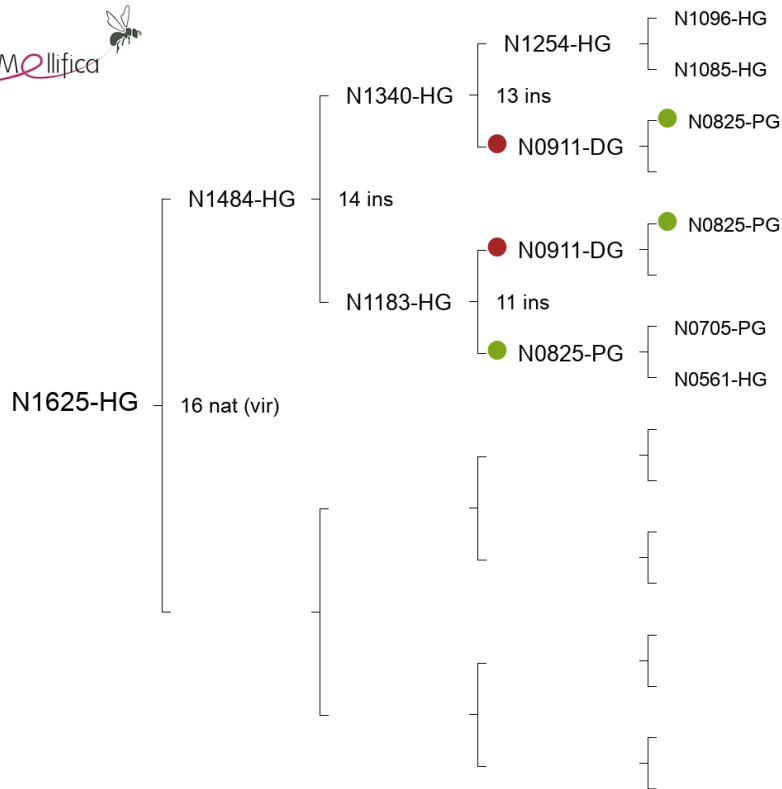 Mellifica
N1096-HG
N1254-HG
N1085-HG
N1340-HG
13 ins
N0825-PG
N0911-DG
N1484-HG
14 ins
N0825-PG
N0911-DG
N1183-HG
11 ins
N0705-PG
N0825-PG
N0561-HG
N1625-HG
16 nat (vir)